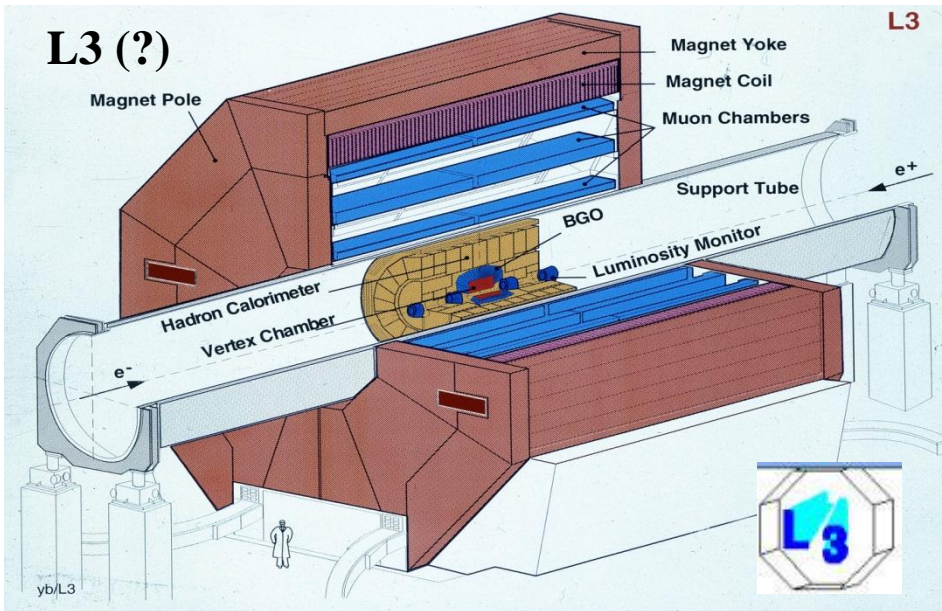 L3 (?)
L3
Magnet Yoke
Magnet Coil
Magnet Pole
Muon Chambers
e+
Support Tube
BGO
Luminosity Monitor
Hadron Calorimeter
Vertex Chamber
e-
L3
yb/L3